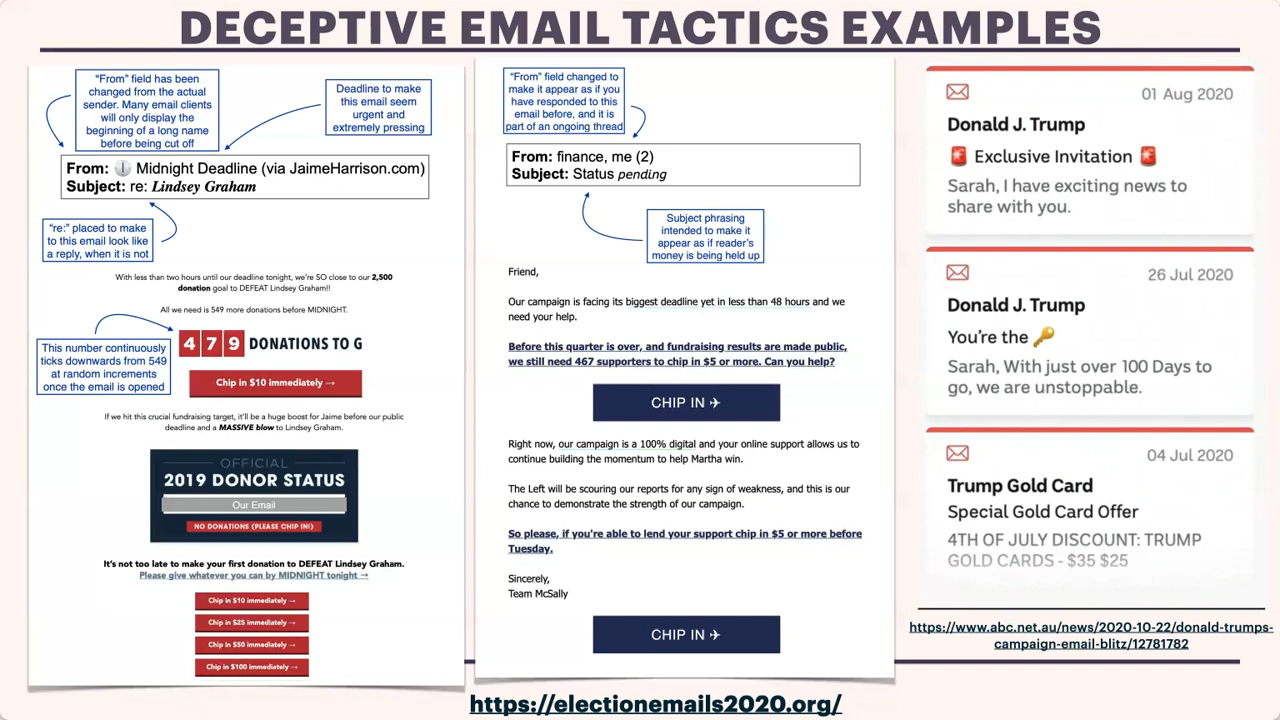 DECEPTIVE EMAIL TACTICS EXAMPLES
“From” field has been
changed from the actual
sender. Many email clients
will only display the
beginning of a long name
before being cut off
Deadline to make
this email seem
urgent and
extremely pressing
From: 🕛 Midnight Deadline (via JaimeHarrison.com)
Subject: re: Lindsey Graham
“re:” placed to make
to this email look like
a reply, when it is not
With less than two hours until our deadline tonight, we're SO close to our 2,500
donation goal to DEFEAT Lindsey Graham!!
All we need is 549 more donations before MIDNIGHT.
This number continuously
ticks downwards from 549
at random increments
once the email is opened
4 7 9 DONATIONS TO G
Chip in $10 immediately →
If we hit this crucial fundraising target, it'll be a huge boost for Jaime before our public
deadline and a MASSIVE blow to Lindsey Graham.
OFFICIAL
2019 DONOR STATUS
Our Email
NO DONATIONS (PLEASE CHIP IN!)
It's not too late to make your first donation to DEFEAT Lindsey Graham.
Please give whatever you can by MIDNIGHT tonight →
Chip in $10 immediately →
Chip in $25 immediately →
Chip in $50 immediately →
Chip in $100 immediately →
“From” field changed to
make it appear as if you
have responded to this
email before, and it is
part of an ongoing thread
From: finance, me (2)
Subject: Status pending
Subject phrasing
intended to make it
appear as if reader's
money is being held up
Friend,
Our campaign is facing its biggest deadline yet in less than 48 hours and we
need your help.
Before this quarter is over, and fundraising results are made public,
we still need 467 supporters to chip in $5 or more. Can you help?
CHIP IN ✈
Right now, our campaign is a 100% digital and your online support allows us to
continue building the momentum to help Martha win.
The Left will be scouring our reports for any sign of weakness, and this is our
chance to demonstrate the strength of our campaign.
So please, if you're able to lend your support chip in $5 or more before
Tuesday.
Sincerely,
Team McSally
CHIP IN ✈
01 Aug 2020
Donald J. Trump
🚨 Exclusive Invitation 🚨
Sarah, I have exciting news to
share with you.
26 Jul 2020
Donald J. Trump
You're the 🔑
Sarah, With just over 100 Days to
go, we are unstoppable.
04 Jul 2020
Trump Gold Card
Special Gold Card Offer
4TH OF JULY DISCOUNT: TRUMP
GOLD CARDS - $35 $25
https://www.abc.net.au/news/2020-10-22/donald-trumps-
campaign-email-blitz/12781782
https://electionemails2020.org/